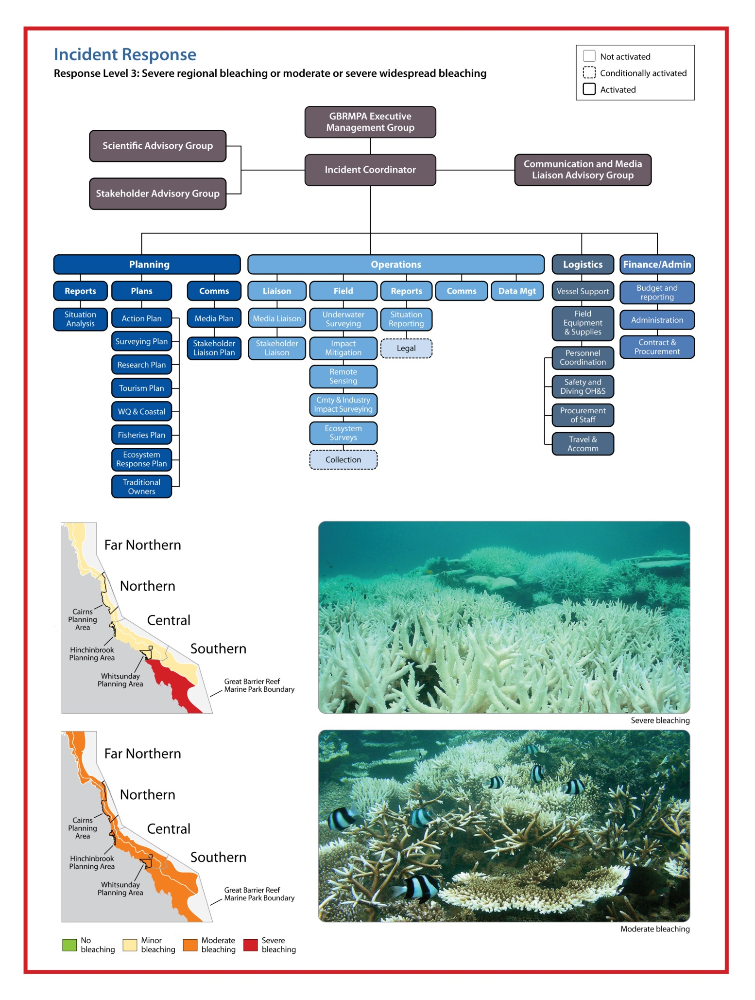 Incident Response
Response Level 3: Severe regional bleaching or moderate or severe widespread bleaching
Not activated
Conditionally activated
Activated
GBRMPA Executive
Management Group
Scientific Advisory Group
Incident Coordinator
Communication and Media
Liaison Advisory Group
Stakeholder Advisory Group
Planning
Operations
Logistics
Finance/Admin
Reports
Plans
Comms
Liaison
Field
Reports
Comms
Data Mgt
Situation
Analysis
Action Plan
Surveying Plan
Research Plan
Tourism Plan
WQ & Coastal
Fisheries Plan
Ecosystem
Response Plan
Traditional
Owners
Media Plan
Stakeholder
Liaison Plan
Media Liaison
Stakeholder
Liaison
Underwater
Surveying
Impact
Mitigation
Remote
Sensing
Cmty & Industry
Impact Surveying
Ecosystem
Surveys
Collection
Situation
Reporting
Legal
Vessel Support
Field
Equipment
& Supplies
Personnel
Coordination
Safety and
Diving OH&S
Procurement
of Staff
Travel &
Accomm
Budget and
reporting
Administration
Contract &
Procurement
Far Northern
Northern
Cairns
Planning
Area
Central
Hinchinbrook
Planning Area
Southern
Whitsunday
Planning Area
Great Barrier Reef
Marine Park Boundary
Severe bleaching
Far Northern
Northern
Cairns
Planning
Area
Central
Hinchinbrook
Planning Area
Southern
Whitsunday
Planning Area
Great Barrier Reef
Marine Park Boundary
Moderate bleaching
No
bleaching
Minor
bleaching
Moderate
bleaching
Severe
bleaching